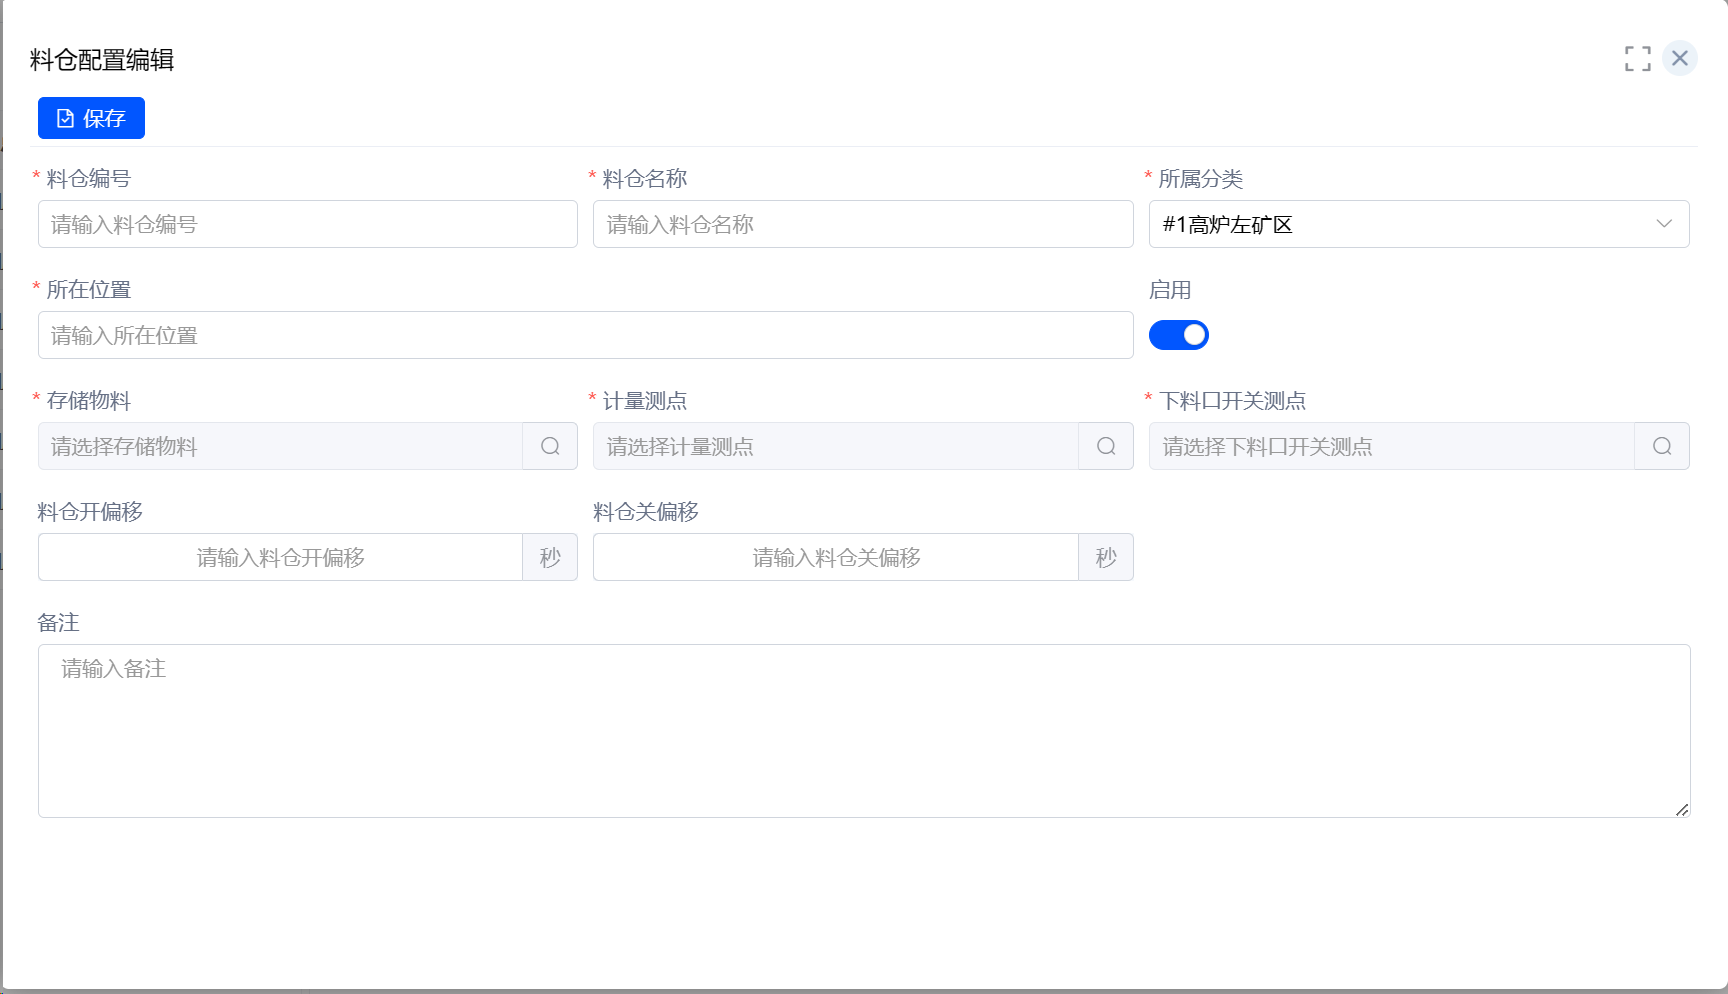 料仓配置编辑
保存
* 料仓编号
* 料仓名称
* 所属分类
请输入料仓编号
请输入料仓名称
#1高炉左矿区
* 所在位置
启用
请输入所在位置
* 存储物料
* 计量测点
* 下料口开关测点
请选择存储物料
请选择计量测点
请选择下料口开关测点
料仓开偏移
料仓关偏移
请输入料仓开偏移
秒
请输入料仓关偏移
秒
备注
请输入备注